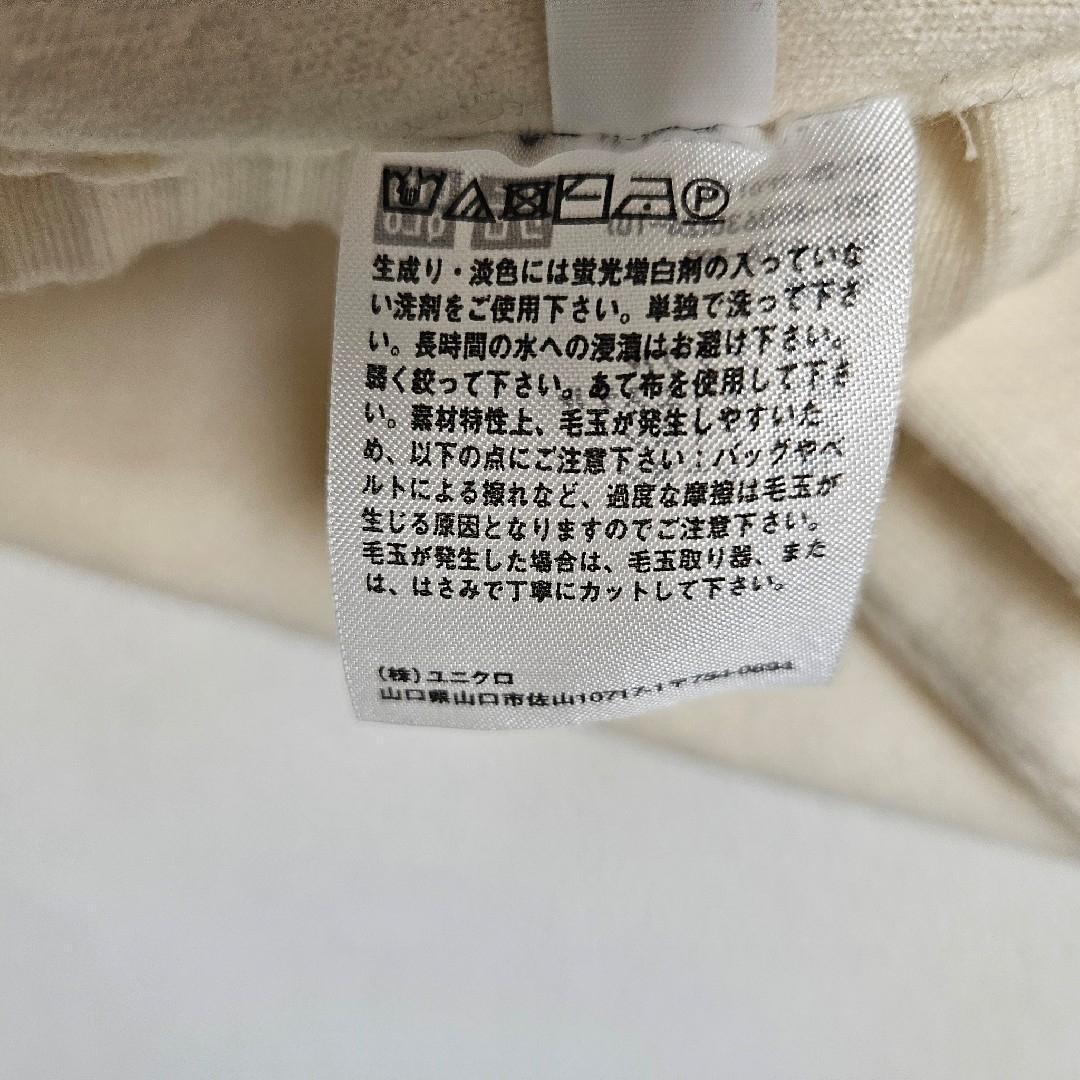 P
生成り・淡色には蛍光増白剤の入っていな
い洗剤をご使用下さい。単独で洗って下さ
い。長時間の水への浸漬はお避け下さい。
弱く絞って下さい。あて布を使用して下さ
い。素材特性上、毛玉が発生しやすいた
め、以下の点にご注意下さい：バッグやベ
ルトによる擦れなど、過度な摩擦は毛玉が
生じる原因となりますのでご注意下さい。
毛玉が発生した場合は、毛玉取り器、また
は、はさみで丁寧にカットして下さい。
(株)ユニクロ
山口県山口市佐山10717-1〒754-0894